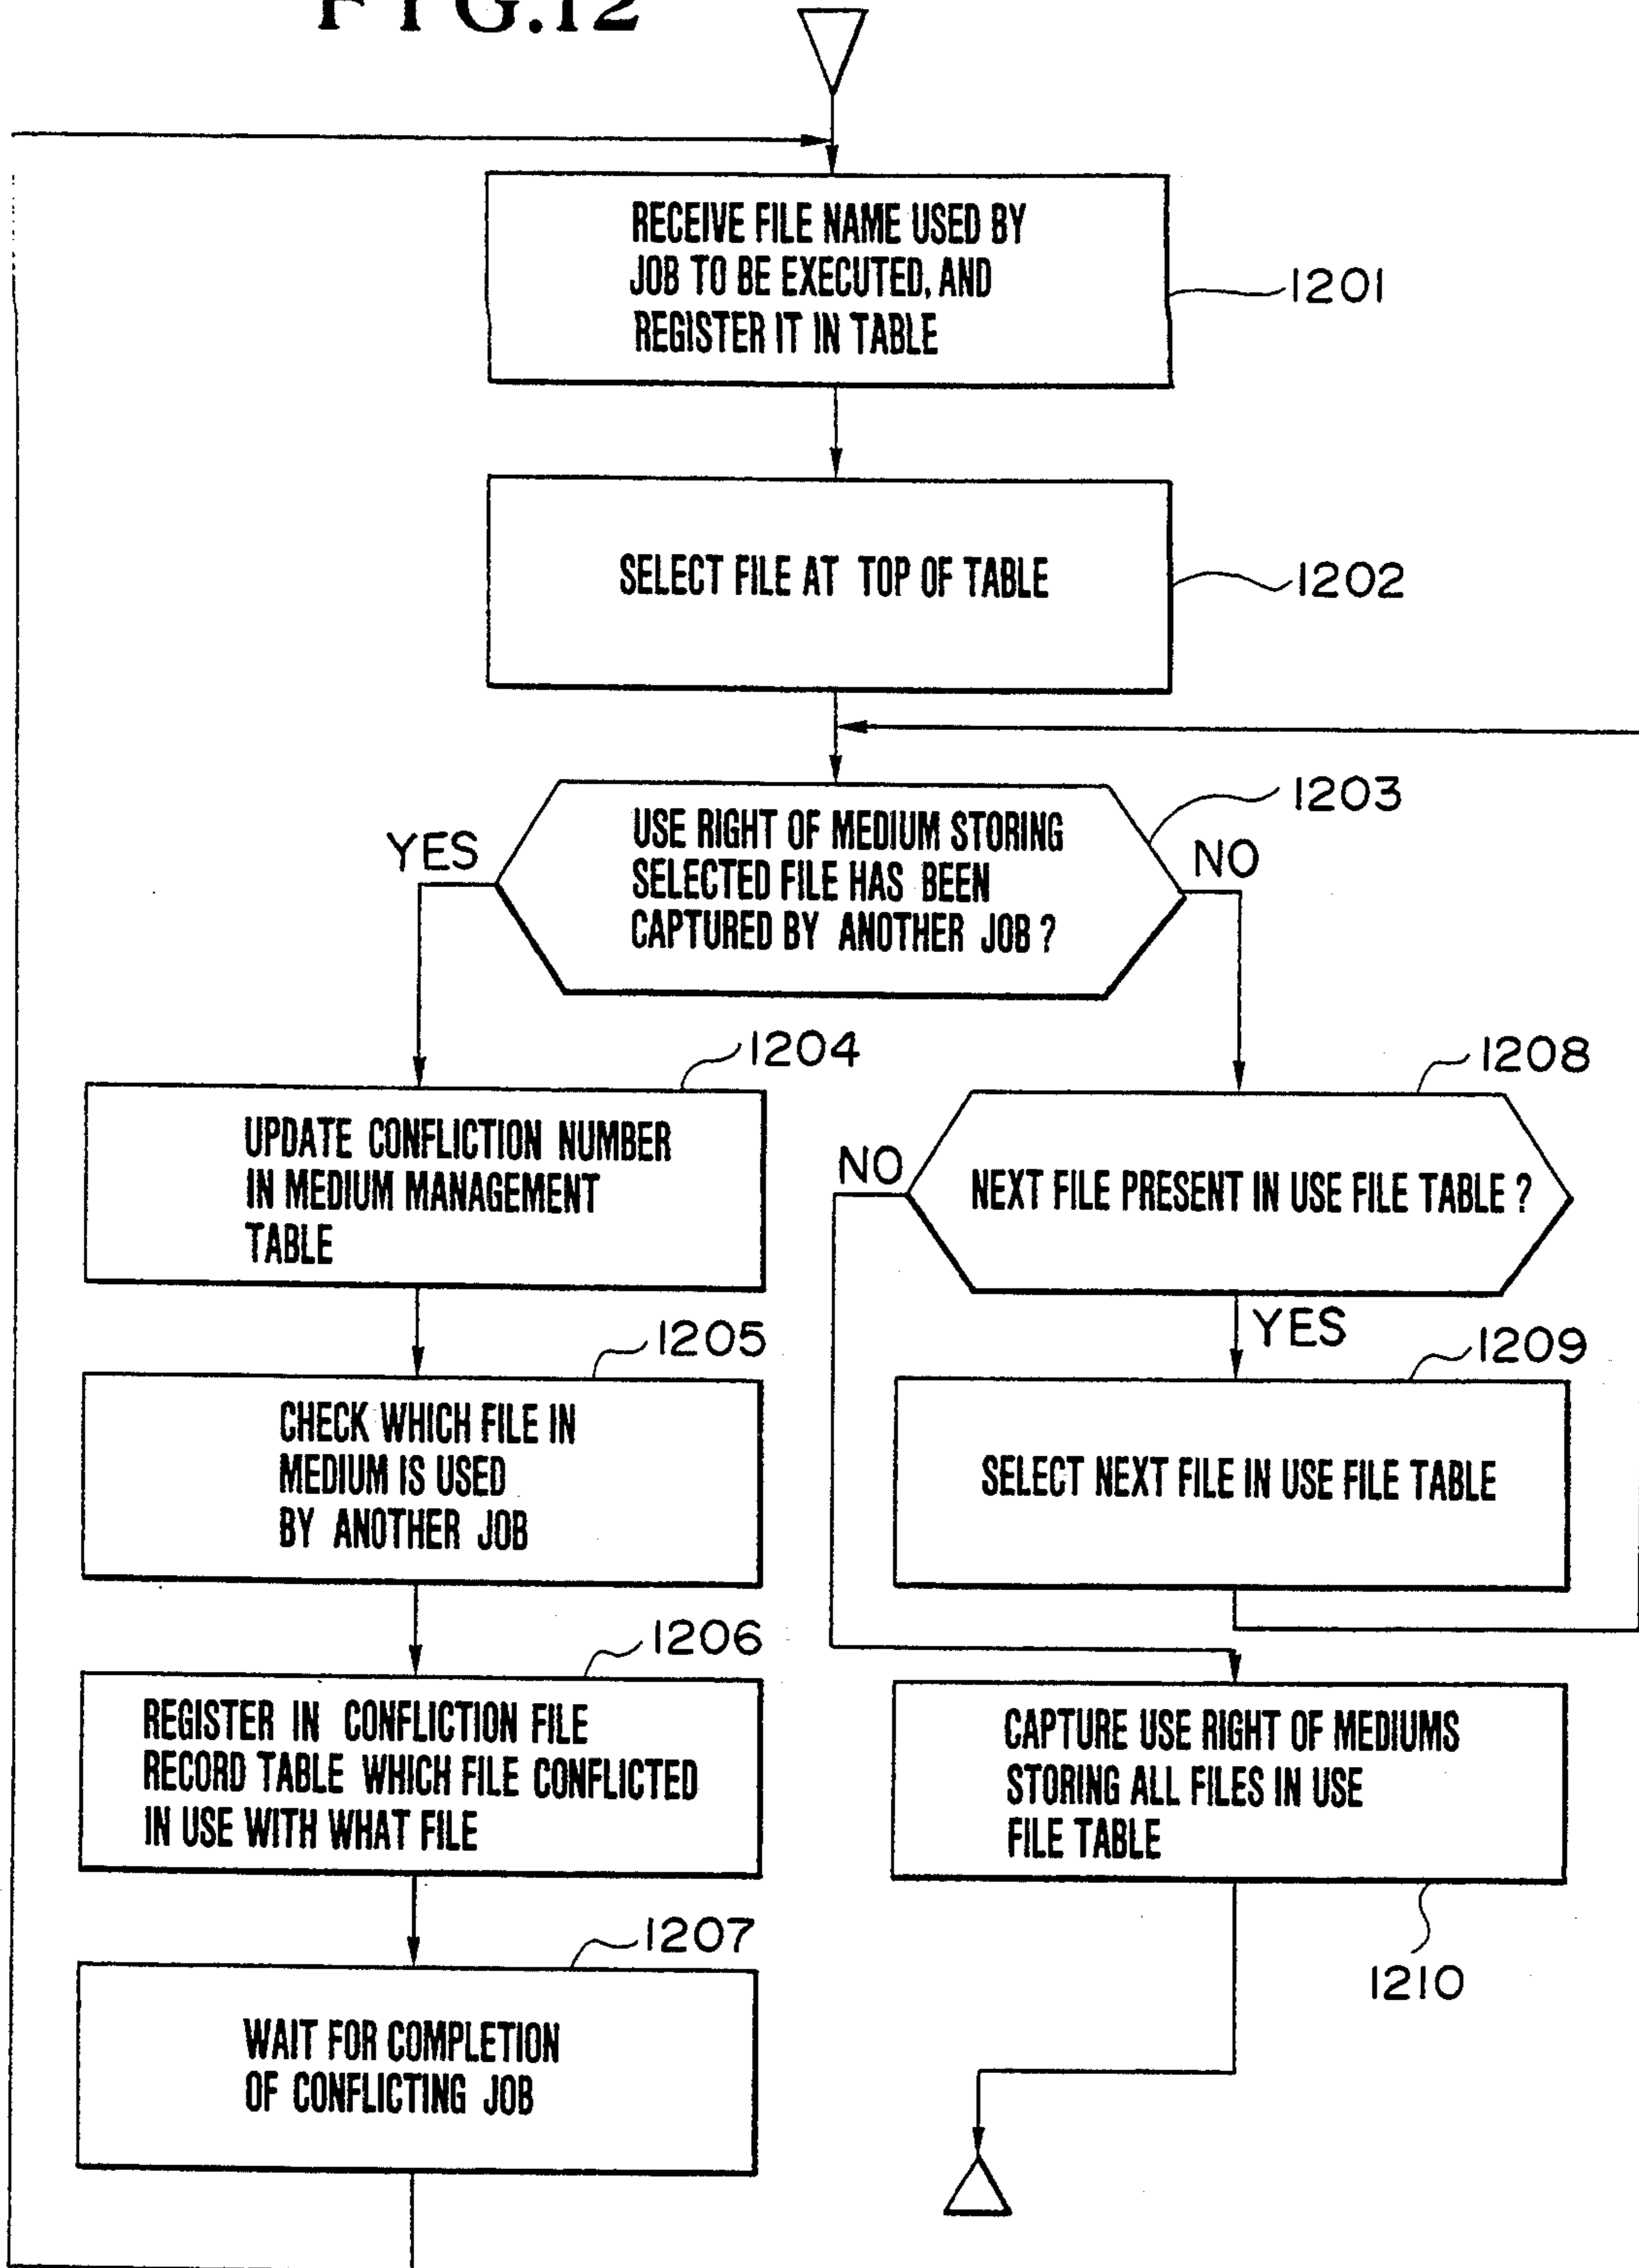 FIG.12
RECEIVE FILE NAME USED BY
JOB TO BE EXECUTED, AND
REGISTER IT IN TABLE
1201
SELECT FILE AT TOP OF TABLE
1202
1203
YES
USE RIGHT OF MEDIUM STORING
SELECTED FILE HAS BEEN
CAPTURED BY ANOTHER JOB ?
NO
1204
UPDATE CONFLICTION NUMBER
IN MEDIUM MANAGEMENT
TABLE
1205
CHECK WHICH FILE IN
MEDIUM IS USED
BY ANOTHER JOB
1206
REGISTER IN CONFLICTION FILE
RECORD TABLE WHICH FILE CONFLICTED
IN USE WITH WHAT FILE
1207
WAIT FOR COMPLETION
OF CONFLICTING JOB
1208
NO
NEXT FILE PRESENT IN USE FILE TABLE ?
YES
1209
SELECT NEXT FILE IN USE FILE TABLE
CAPTURE USE RIGHT OF MEDIUMS
STORING ALL FILES IN USE
FILE TABLE
1210